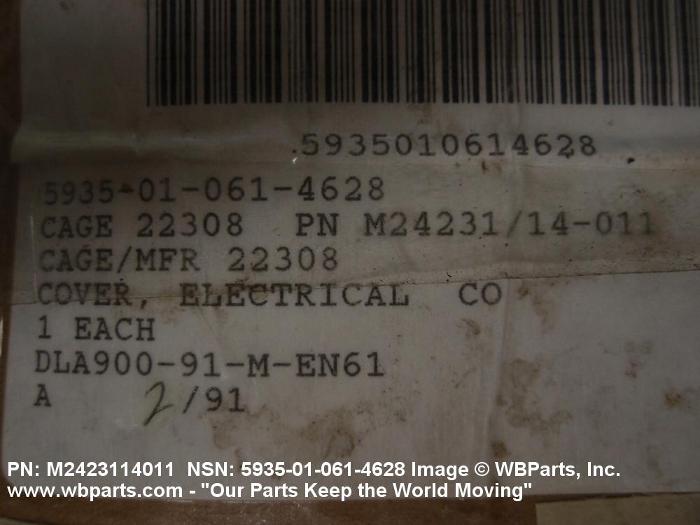 .5935010614628
5935-01-061-4628
CAGE 22308 PN M24231/14-011
CAGE/MFR 22308
COVER, ELECTRICAL CO
1 EACH
DLA900-91-M-EN61
A 2/91
PN: M2423114011 NSN: 5935-01-061-4628 Image © WBParts, Inc.
www.wbparts.com - "Our Parts Keep the World Moving"